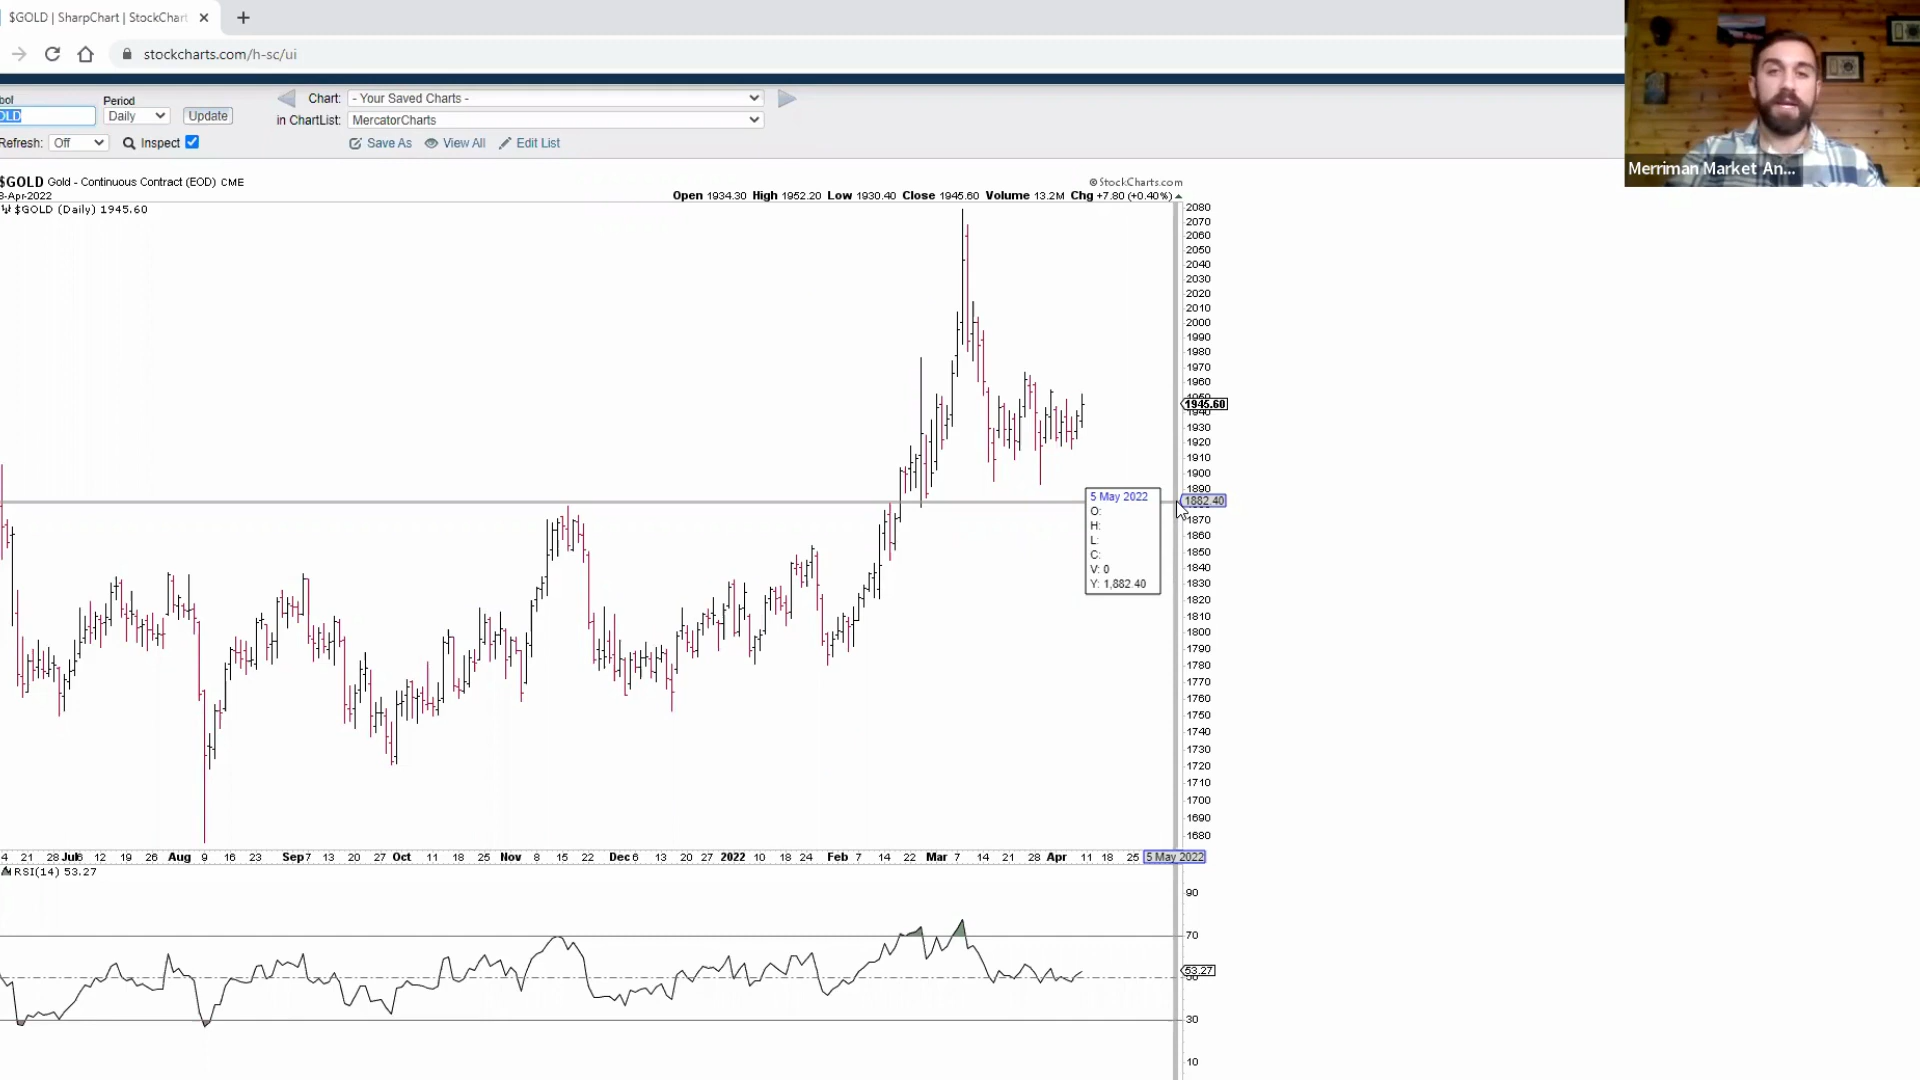 $GOLD | SharpChart | StockChart
stockcharts.com/h-sc/ui
bol
Period
Chart: - Your Saved Charts -
OLD
Daily
Update
in ChartList: MercatorCharts
Refresh: Off
Inspect
Save As
View All
Edit List
Merriman Market An...
$GOLD Gold - Continuous Contract (EOD) CME
© StockCharts.com
8-Apr-2022
Open 1934.30 High 1952.20 Low 1930.40 Close 1945.60 Volume 13.2M Chg +7.80 (+0.40%)
$GOLD (Daily) 1945.60
2080
2070
2060
2050
2040
2030
2020
2010
2000
1990
1980
1970
1960
1945.60
1940
1930
1920
1910
1900
1890
1882.40
1870
1860
1850
1840
1830
1820
1810
1800
1790
1780
1770
1760
1750
1740
1730
1720
1710
1700
1690
1680
5 May 2022
O:
H:
L:
C:
V: 0
Y: 1,882.40
4 21 28 Jul 6 12 19 26 Aug 9 16 23 Sep 7 13 20 27 Oct 11 18 25 Nov 8 15 22 Dec 6 13 20 27 2022 10 18 24 Feb 7 14 22 Mar 7 14 21 28 Apr 11 18 25 5 May 2022
RSI(14) 53.27
90
70
53.27
30
10